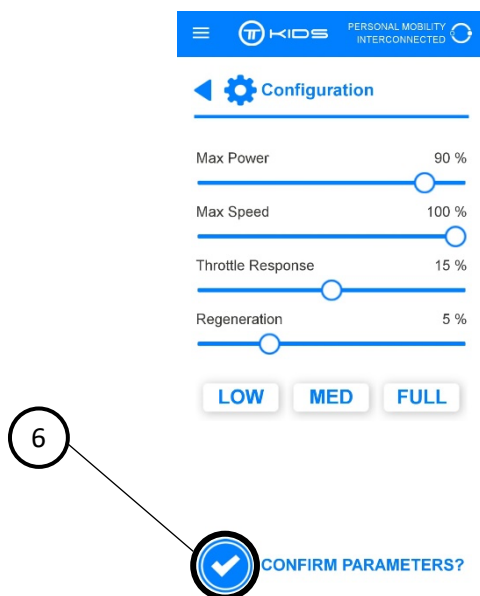 KIDS
PERSONAL MOBILITY
INTERCONNECTED
Configuration
Max Power 90 %
Max Speed 100 %
Throttle Response 15 %
Regeneration 5 %
LOW MED FULL
6
CONFIRM PARAMETERS?